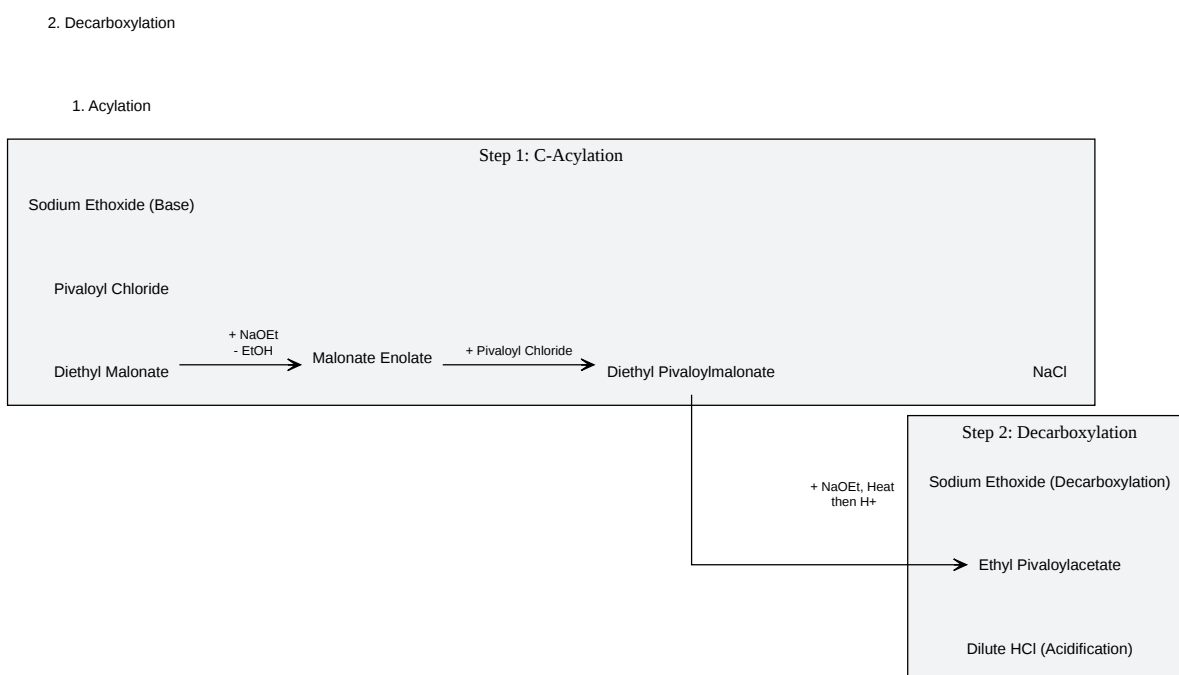 2. Decarboxylation
1. Acylation
Step 1: C-Acylation
Sodium Ethoxide (Base)
Pivaloyl Chloride
+ NaOEt
- EtOH
Diethyl Malonate
Malonate Enolate
+ Pivaloyl Chloride
Diethyl Pivaloylmalonate
NaCl
Step 2: Decarboxylation
+ NaOEt, Heat
then H+
Sodium Ethoxide (Decarboxylation)
Ethyl Pivaloylacetate
Dilute HCl (Acidification)